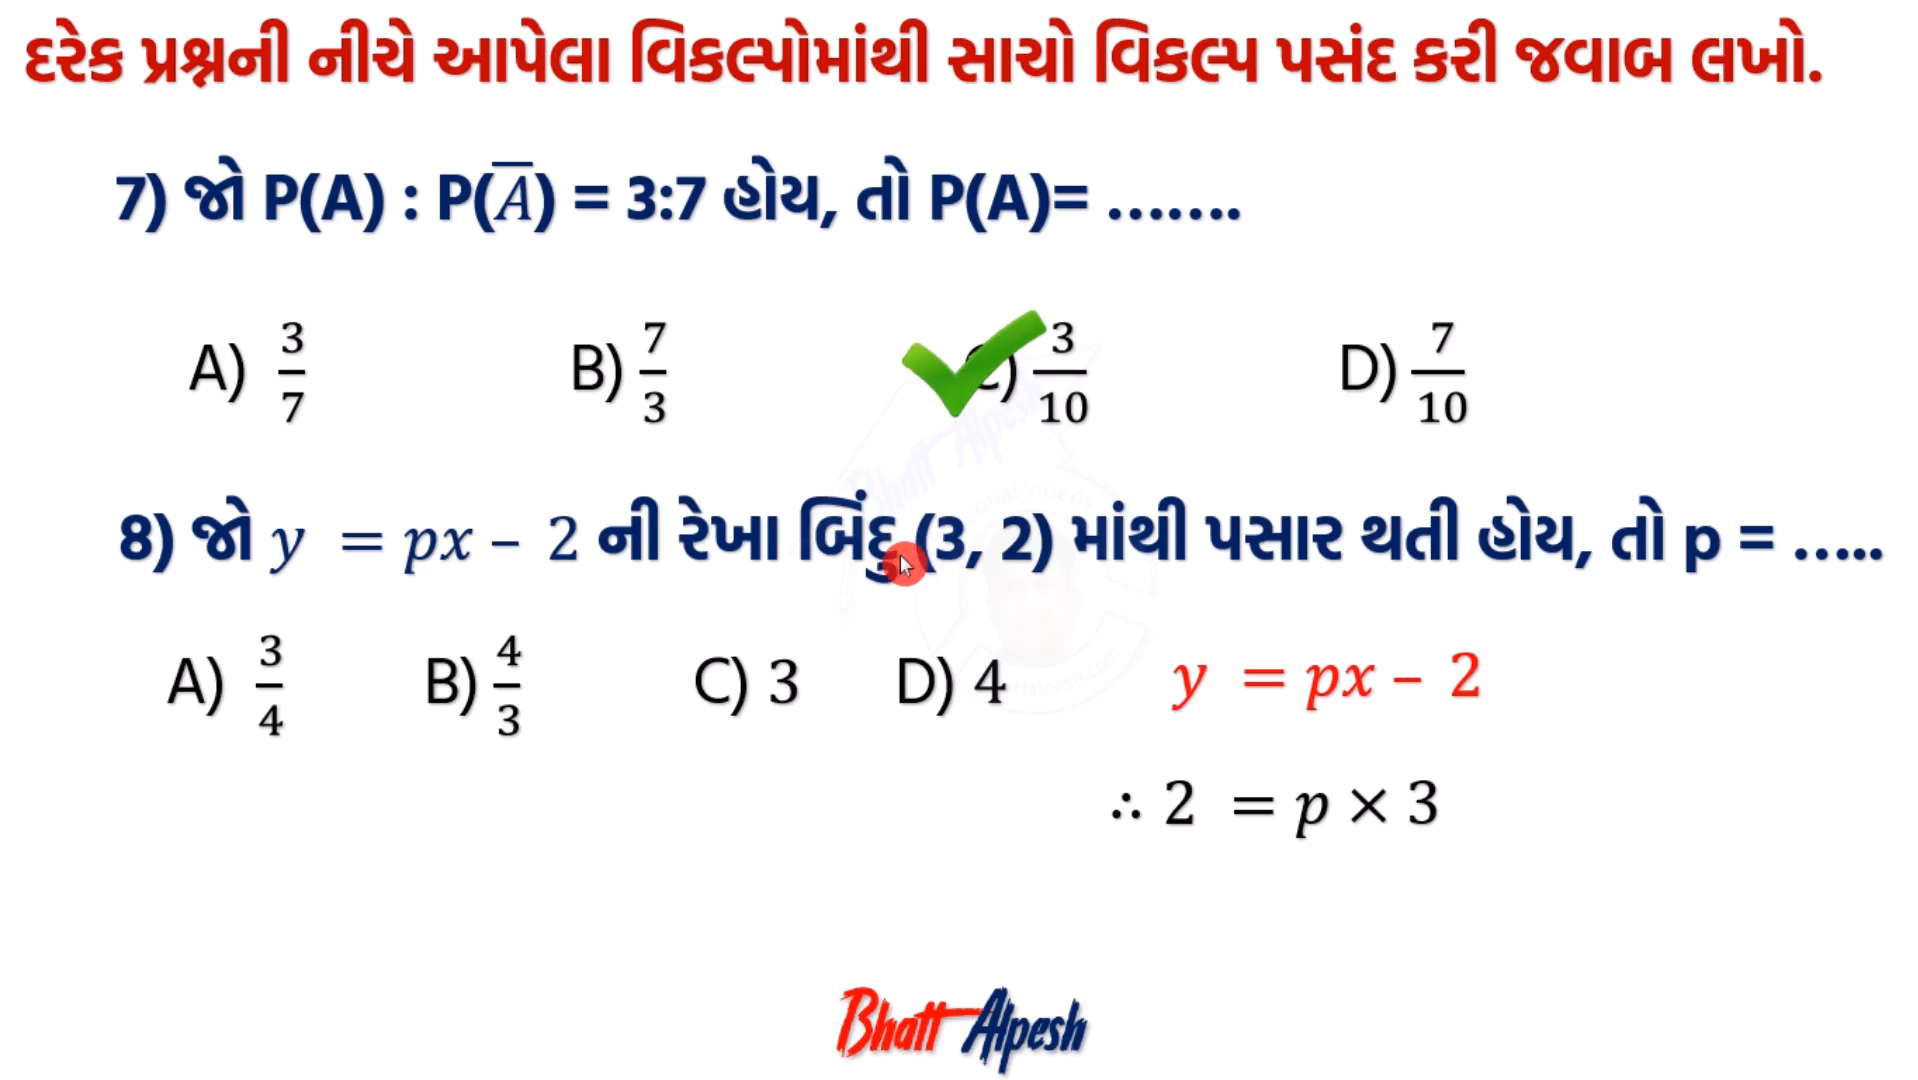 દરેક પ્રશ્નની નીચે આપેલા વિકલ્પોમાંથી સાચો વિકલ્પ પસંદ કરી જવાબ લખો.
7) જો P(A) : P(A̅) = 3:7 હોય, તો P(A)= .......
A) 3/7 B) 7/3 C) 3/10 D) 7/10
8) જો y = px – 2 ની રેખા બિંદુ (3, 2) માંથી પસાર થતી હોય, તો p = .....
A) 3/4 B) 4/3 C) 3 D) 4 y = px – 2
∴ 2 = p × 3
Bhatt Alpesh